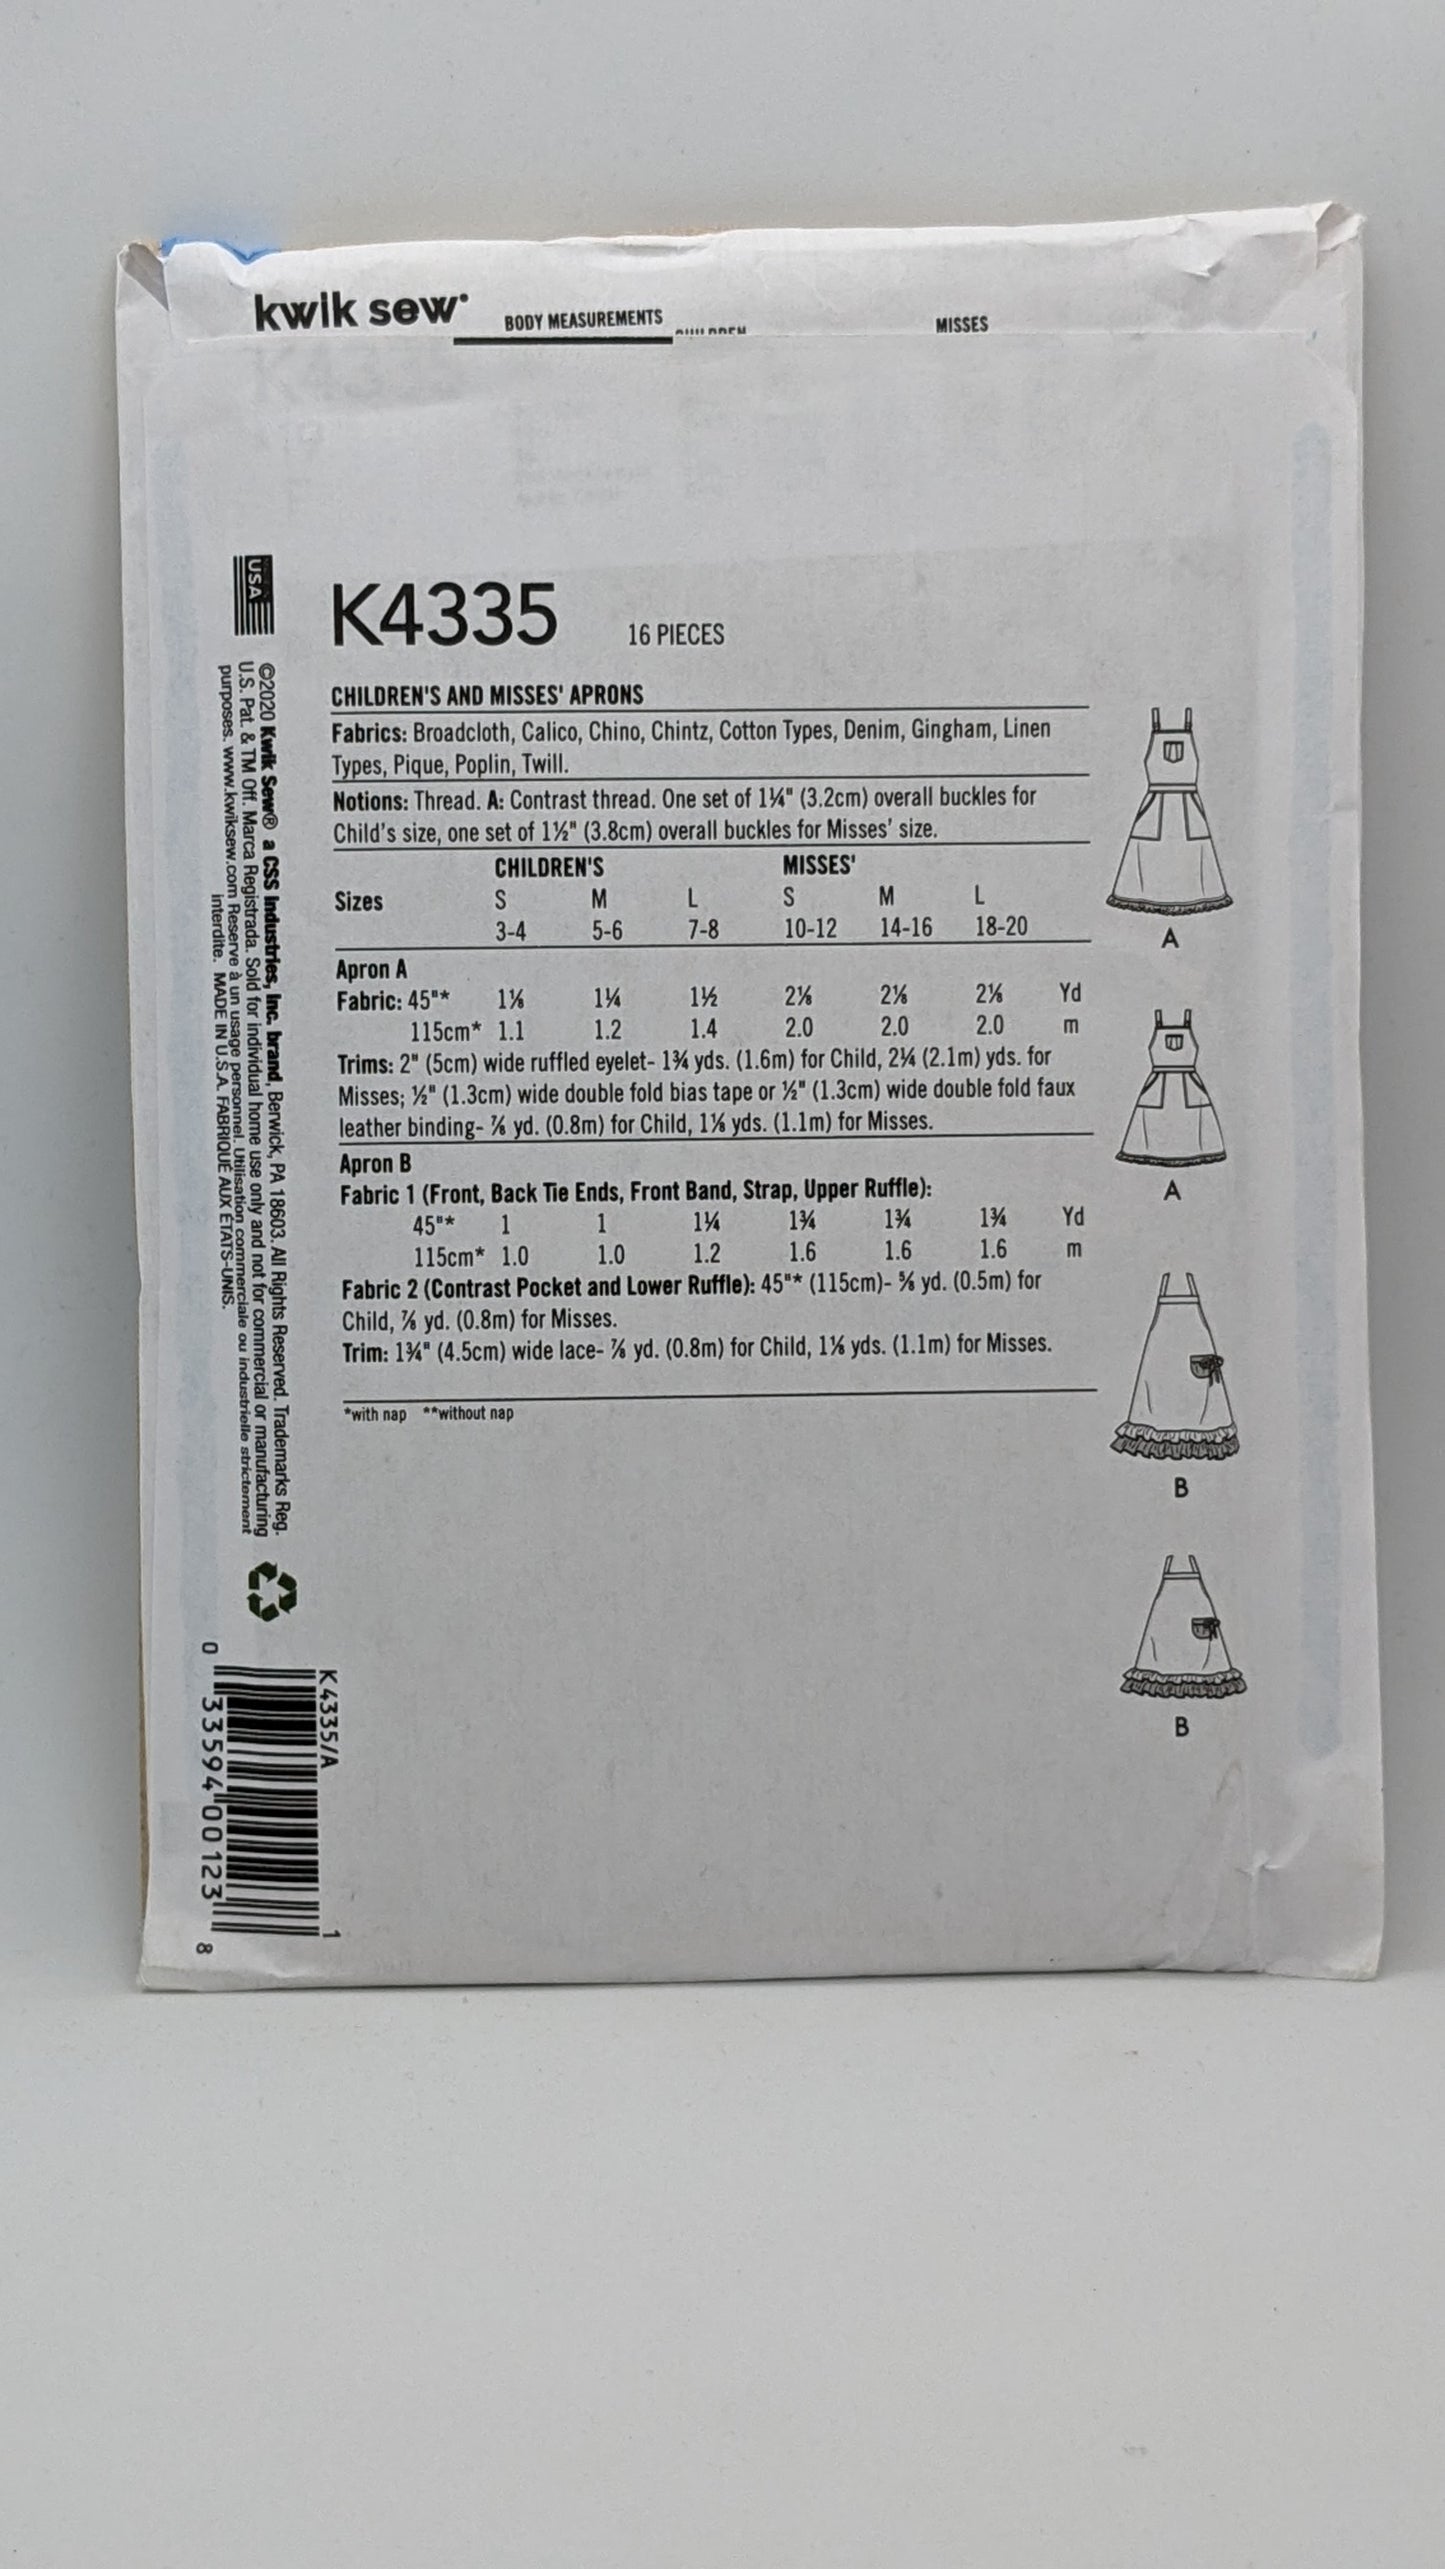 kwik sew®
BODY MEASUREMENTS
CHILDREN
MISSES
K4335
16 PIECES
CHILDREN'S AND MISSES' APRONS
Fabrics: Broadcloth, Calico, Chino, Chintz, Cotton Types, Denim, Gingham, Linen
Types, Pique, Poplin, Twill.
Notions: Thread. A: Contrast thread. One set of 1¼" (3.2cm) overall buckles for
Child's size, one set of 1½" (3.8cm) overall buckles for Misses' size.
CHILDREN'S MISSES'
Sizes S M L S M L
3-4 5-6 7-8 10-12 14-16 18-20
Apron A
Fabric: 45"* 1⅛ 1¼ 1½ 2⅛ 2⅛ 2⅛ Yd
115cm* 1.1 1.2 1.4 2.0 2.0 2.0 m
Trims: 2" (5cm) wide ruffled eyelet- 1¾ yds. (1.6m) for Child, 2¼ (2.1m) yds. for
Misses; ½" (1.3cm) wide double fold bias tape or ½" (1.3cm) wide double fold faux
leather binding- ⅞ yd. (0.8m) for Child, 1⅛ yds. (1.1m) for Misses.
Apron B
Fabric 1 (Front, Back Tie Ends, Front Band, Strap, Upper Ruffle):
45"* 1 1 1¼ 1¾ 1¾ 1¾ Yd
115cm* 1.0 1.0 1.2 1.6 1.6 1.6 m
Fabric 2 (Contrast Pocket and Lower Ruffle): 45"* (115cm)- ⅝ yd. (0.5m) for
Child, ⅞ yd. (0.8m) for Misses.
Trim: 1¾" (4.5cm) wide lace- ⅞ yd. (0.8m) for Child, 1⅛ yds. (1.1m) for Misses.
*with nap **without nap
A
A
B
B
USA
©2020 Kwik Sew® a CSS Industries, Inc. brand, Berwick, PA 18603. All Rights Reserved. Trademarks Reg.
U.S. Pat. & TM Off. Marca Registrada. Sold for individual home use only and not for commercial or manufacturing
purposes. www.kwiksew.com Reserve à un usage personnel. Utilisation commerciale ou industrielle strictement
interdite. MADE IN U.S.A. FABRIQUÉ AUX ÉTATS-UNIS.
K4335/A
1
0 33594 00123 8